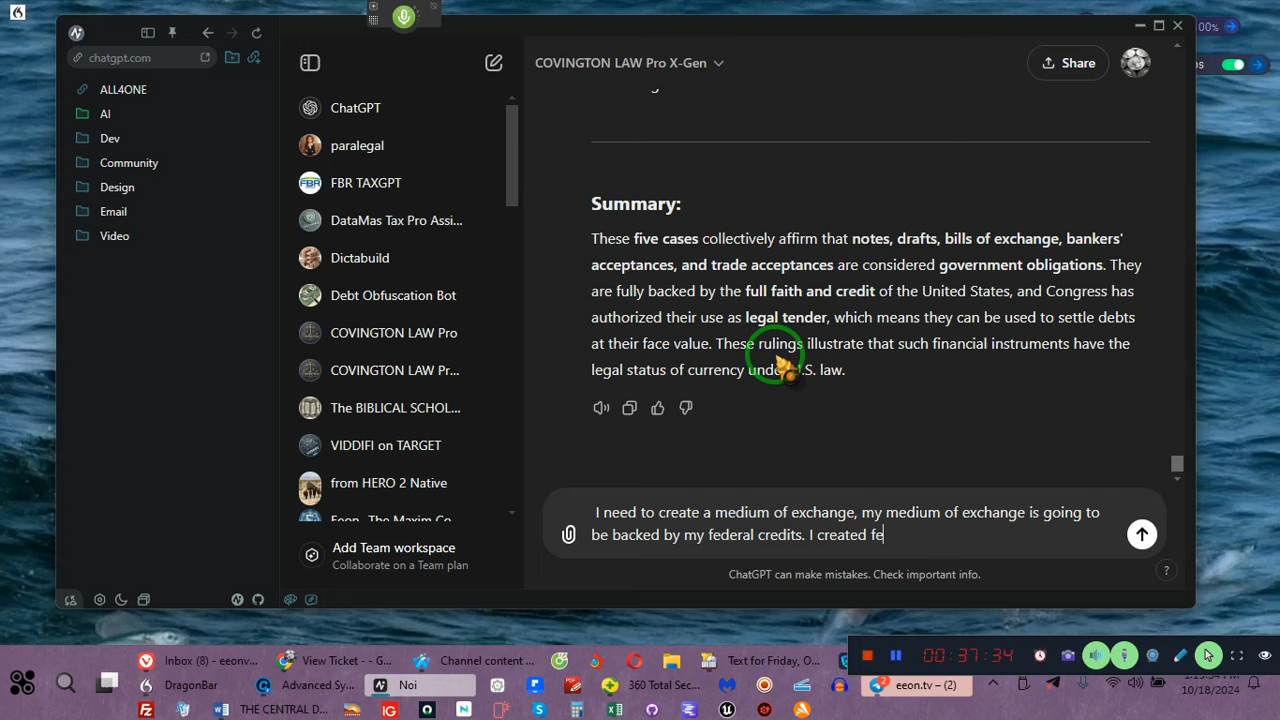 chatgpt.com
ALL4ONE
AI
Dev
Community
Design
Email
Video
ChatGPT
paralegal
FBR TAXGPT
DataMas Tax Pro Assi...
Dictabuild
Debt Obfuscation Bot
COVINGTON LAW Pro
COVINGTON LAW Pr...
The BIBLICAL SCHOL...
VIDDIFI on TARGET
from HERO 2 Native
Eeon. The Maxim Co
Add Team workspace
Collaborate on a Team plan
COVINGTON LAW Pro X-Gen
Share
Summary:
These five cases collectively affirm that notes, drafts, bills of exchange, bankers'
acceptances, and trade acceptances are considered government obligations. They
are fully backed by the full faith and credit of the United States, and Congress has
authorized their use as legal tender, which means they can be used to settle debts
at their face value. These rulings illustrate that such financial instruments have the
legal status of currency under U.S. law.
I need to create a medium of exchange, my medium of exchange is going to
be backed by my federal credits. I created fe
ChatGPT can make mistakes. Check important info.
?
00%
os
00:37:34
Inbox (8) - eeonv...
View Ticket - - G...
Channel content ...
Text for Friday, O...
DragonBar
Advanced Sy...
Noi
360 Total Sec...
eeon.tv – (2)
THE CENTRAL D...
10/18/2024